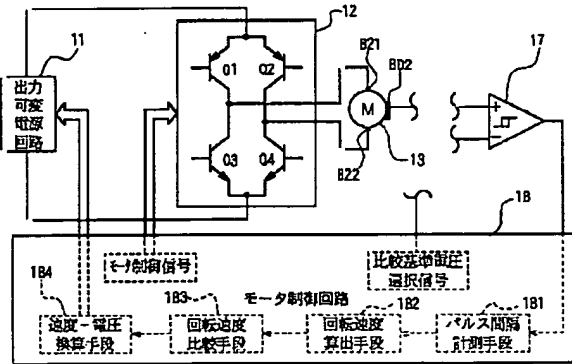 12
11
17
Q1
Q2
Q3
Q4
B21
BD2
M
B22
13
+
−
出力
可変
電源
回路
18
モータ制御信号
比較基準電圧
選択信号
モータ制御回路
184
183
182
181
速度－電圧
換算手段
回転速度
比較手段
回転速度
算出手段
パルス間隔
計測手段